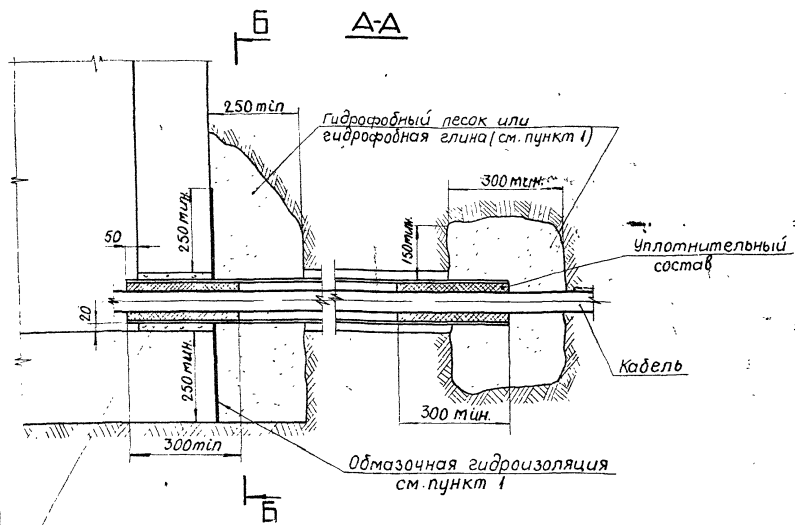 Б
А-А
250 min
Гидрофобный песок или
гидрофобная глина (см. пункт 1)
300 мин.
250 мин.
150 мин.
50
Уплотнительный
состав
20
Кабель
250 мин.
300 мин.
300 min
Обмазочная гидроизоляция
см. пункт 1
Б